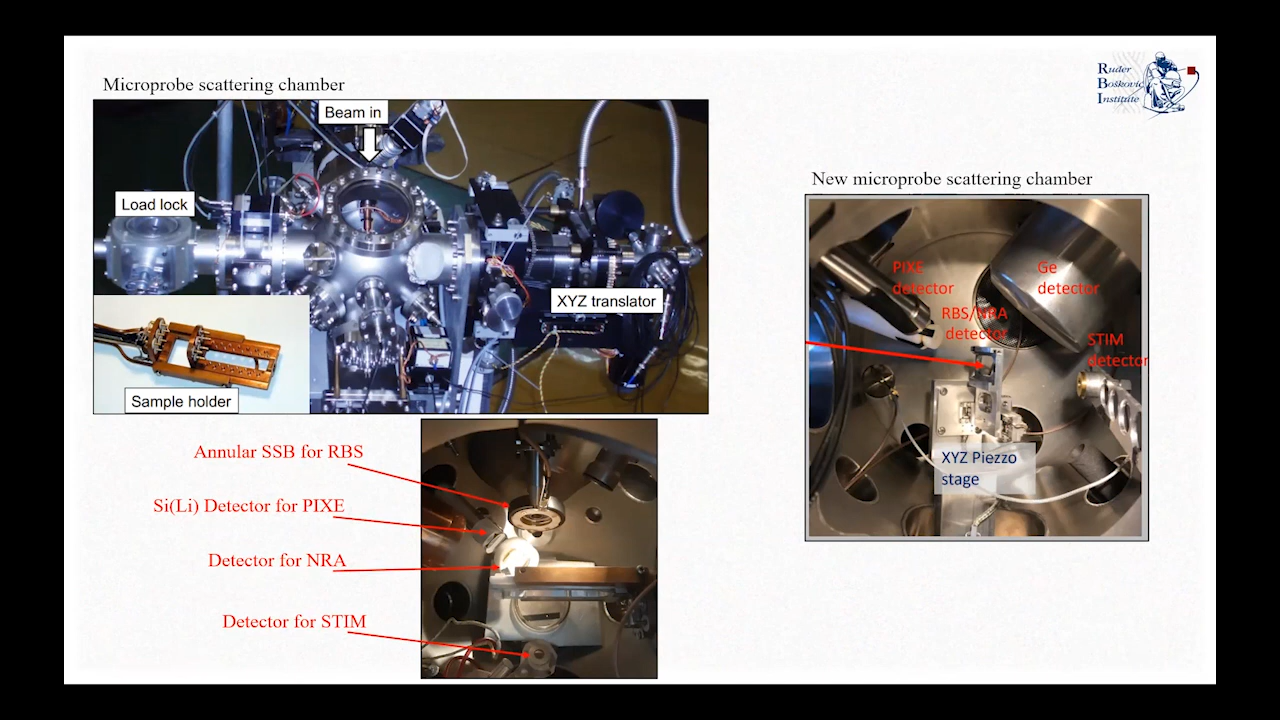 Microprobe scattering chamber
Beam in
Load lock
XYZ translator
Sample holder
Annular SSB for RBS
Si(Li) Detector for PIXE
Detector for NRA
Detector for STIM
Ruđer
Bošković
Institute
New microprobe scattering chamber
PIXE
detector
Ge
detector
RBS/NRA
detector
STIM
detector
XYZ Piezzo
stage